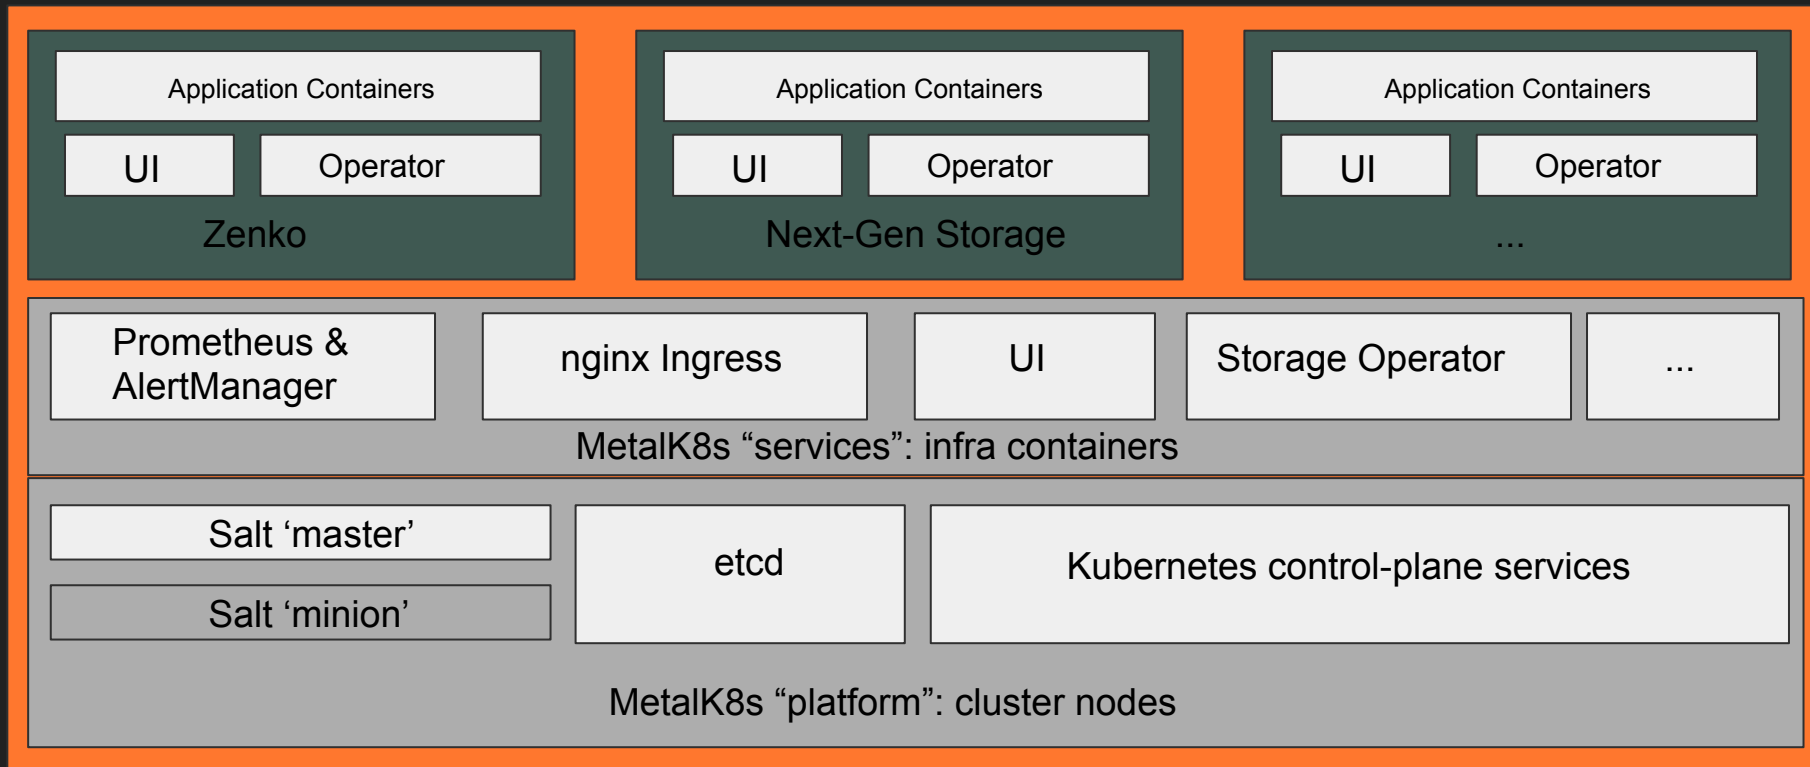 Application Containers
UI
Operator
Zenko
Application Containers
UI
Operator
Next-Gen Storage
Application Containers
UI
Operator
...
Prometheus &
AlertManager
nginx Ingress
UI
Storage Operator
...
MetalK8s “services”: infra containers
Salt ‘master’
Salt ‘minion’
etcd
Kubernetes control-plane services
MetalK8s “platform”: cluster nodes